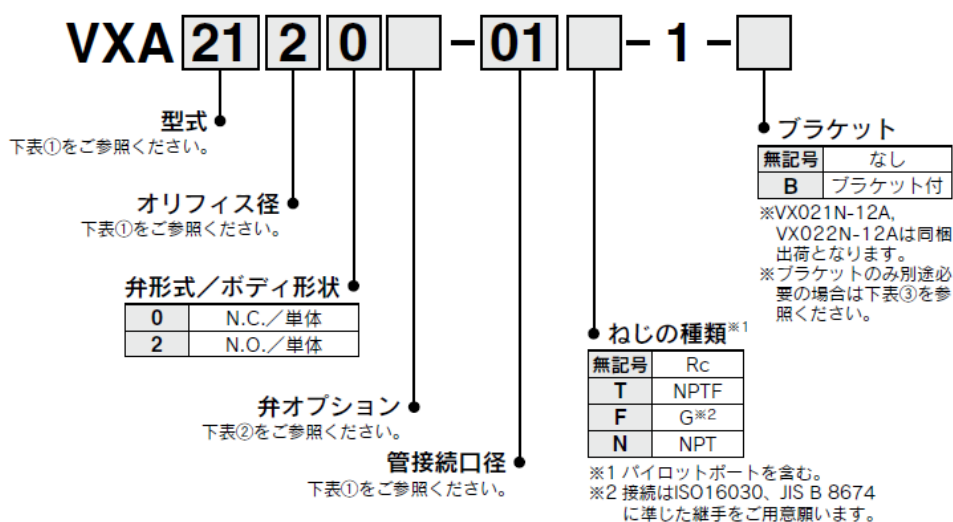 VXA 21 2 0 - 01 - 1 -
型式
下表①をご参照ください。
オリフィス径
下表①をご参照ください。
弁形式/ボディ形状
0 N.C./単体
2 N.O./単体
弁オプション
下表②をご参照ください。
管接続口径
下表①をご参照ください。
ねじの種類※1
無記号 Rc
T NPTF
F G※2
N NPT
※1 パイロットポートを含む。
※2 接続はISO16030、JIS B 8674
に準じた継手をご用意願います。
ブラケット
無記号 なし
B ブラケット付
※VX021N-12A,
VX022N-12Aは同梱
出荷となります。
※ブラケットのみ別途必
要の場合は下表③を参
照ください。